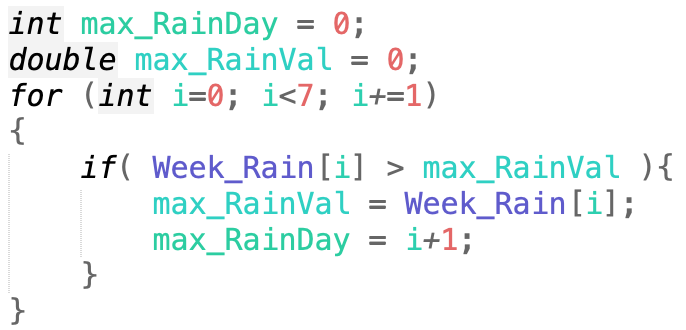 int max_RainDay = 0;
double max_RainVal = 0;
for (int i=0; i<7; i+=1)
{
    if( Week_Rain[i] > max_RainVal ){
        max_RainVal = Week_Rain[i];
        max_RainDay = i+1;
    }
}